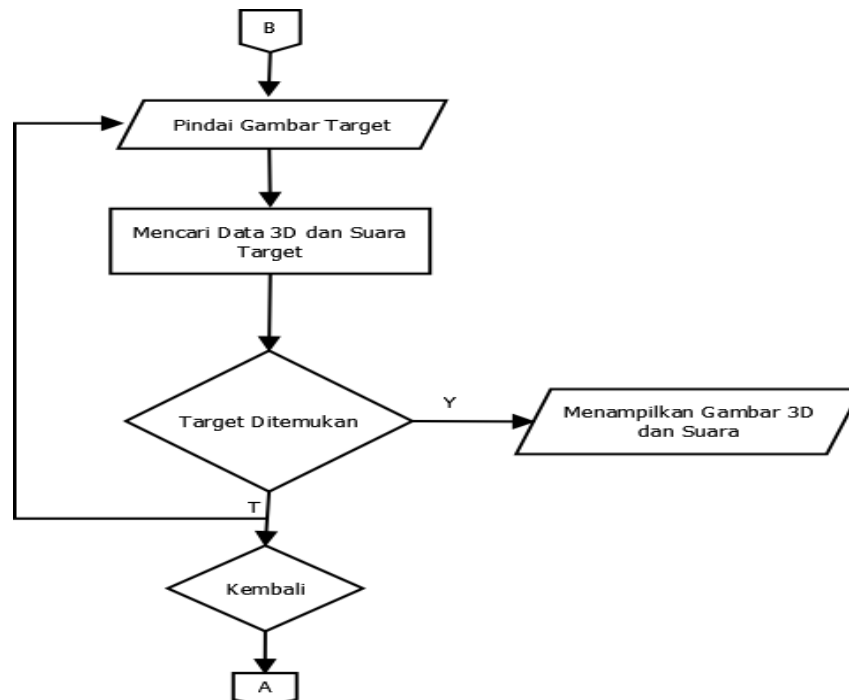 B
Pindai Gambar Target
Mencari Data 3D dan Suara
Target
Target Ditemukan
Y
Menampilkan Gambar 3D
dan Suara
T
Kembali
A